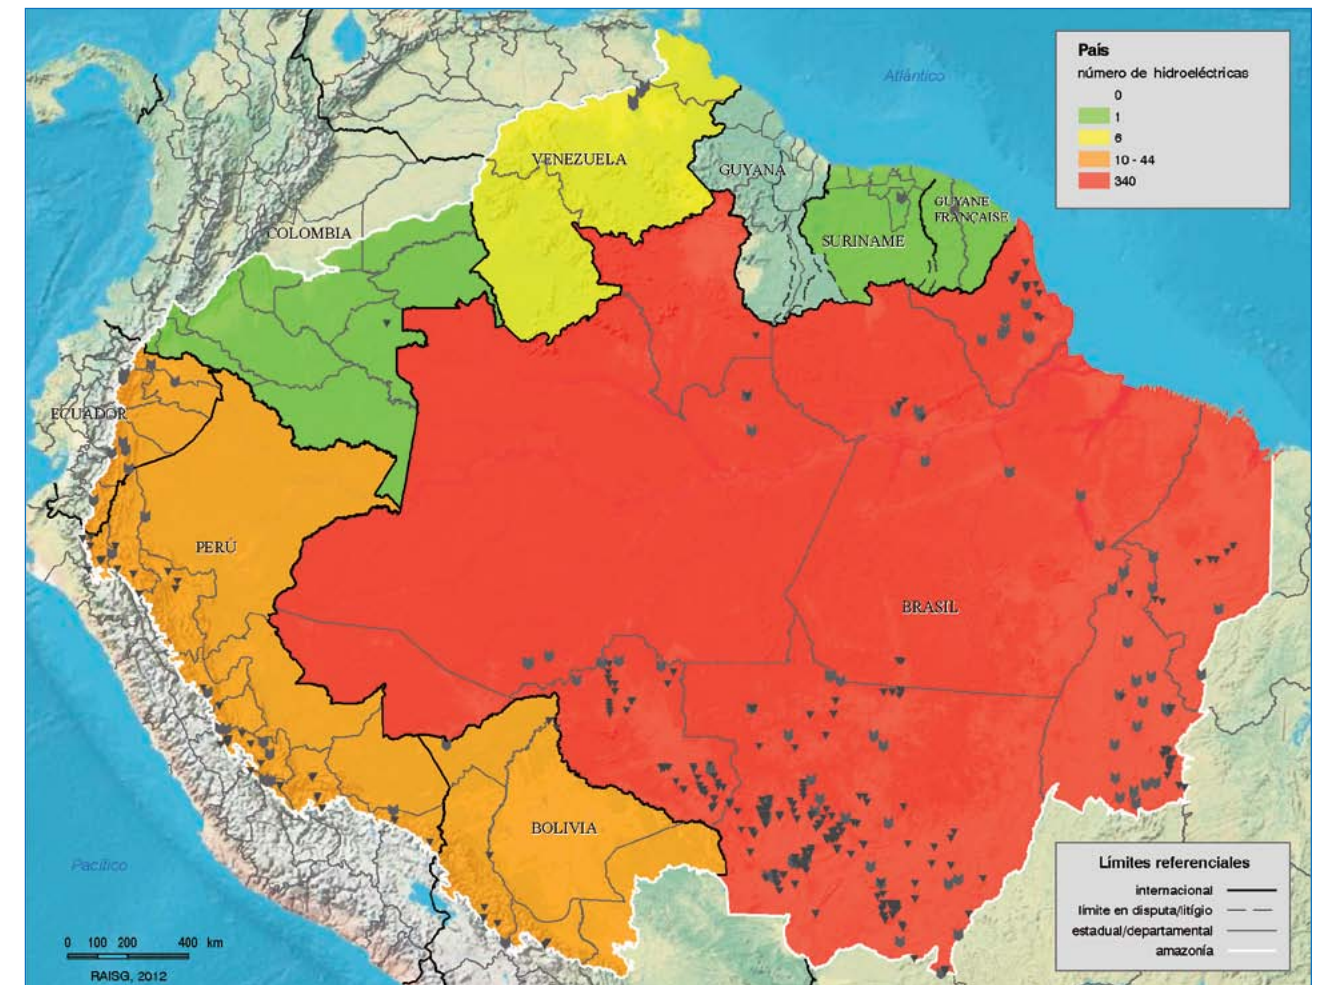 País
número de hidroeléctricas
0
1
6
10 - 44
340
Atlántico
VENEZUELA
GUYANA
GUYANE
FRANÇAISE
SURINAME
COLOMBIA
ECUADOR
PERÚ
BRASIL
BOLIVIA
Pacífico
Límites referenciales
internacional
límite en disputa/litígio
estadual/departamental
amazonía
0 100 200 400 km
RAISG, 2012